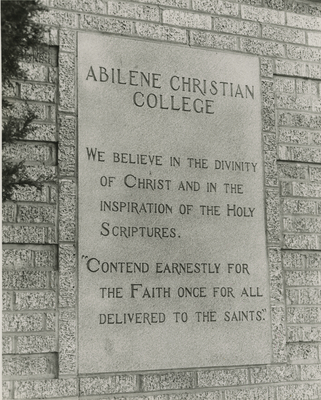 ABILENE CHRISTIAN
COLLEGE
WE BELIEVE IN THE DIVINITY
OF CHRIST AND IN THE
INSPIRATION OF THE HOLY
SCRIPTURES.
"CONTEND EARNESTLY FOR
THE FAITH ONCE FOR ALL
DELIVERED TO THE SAINTS".